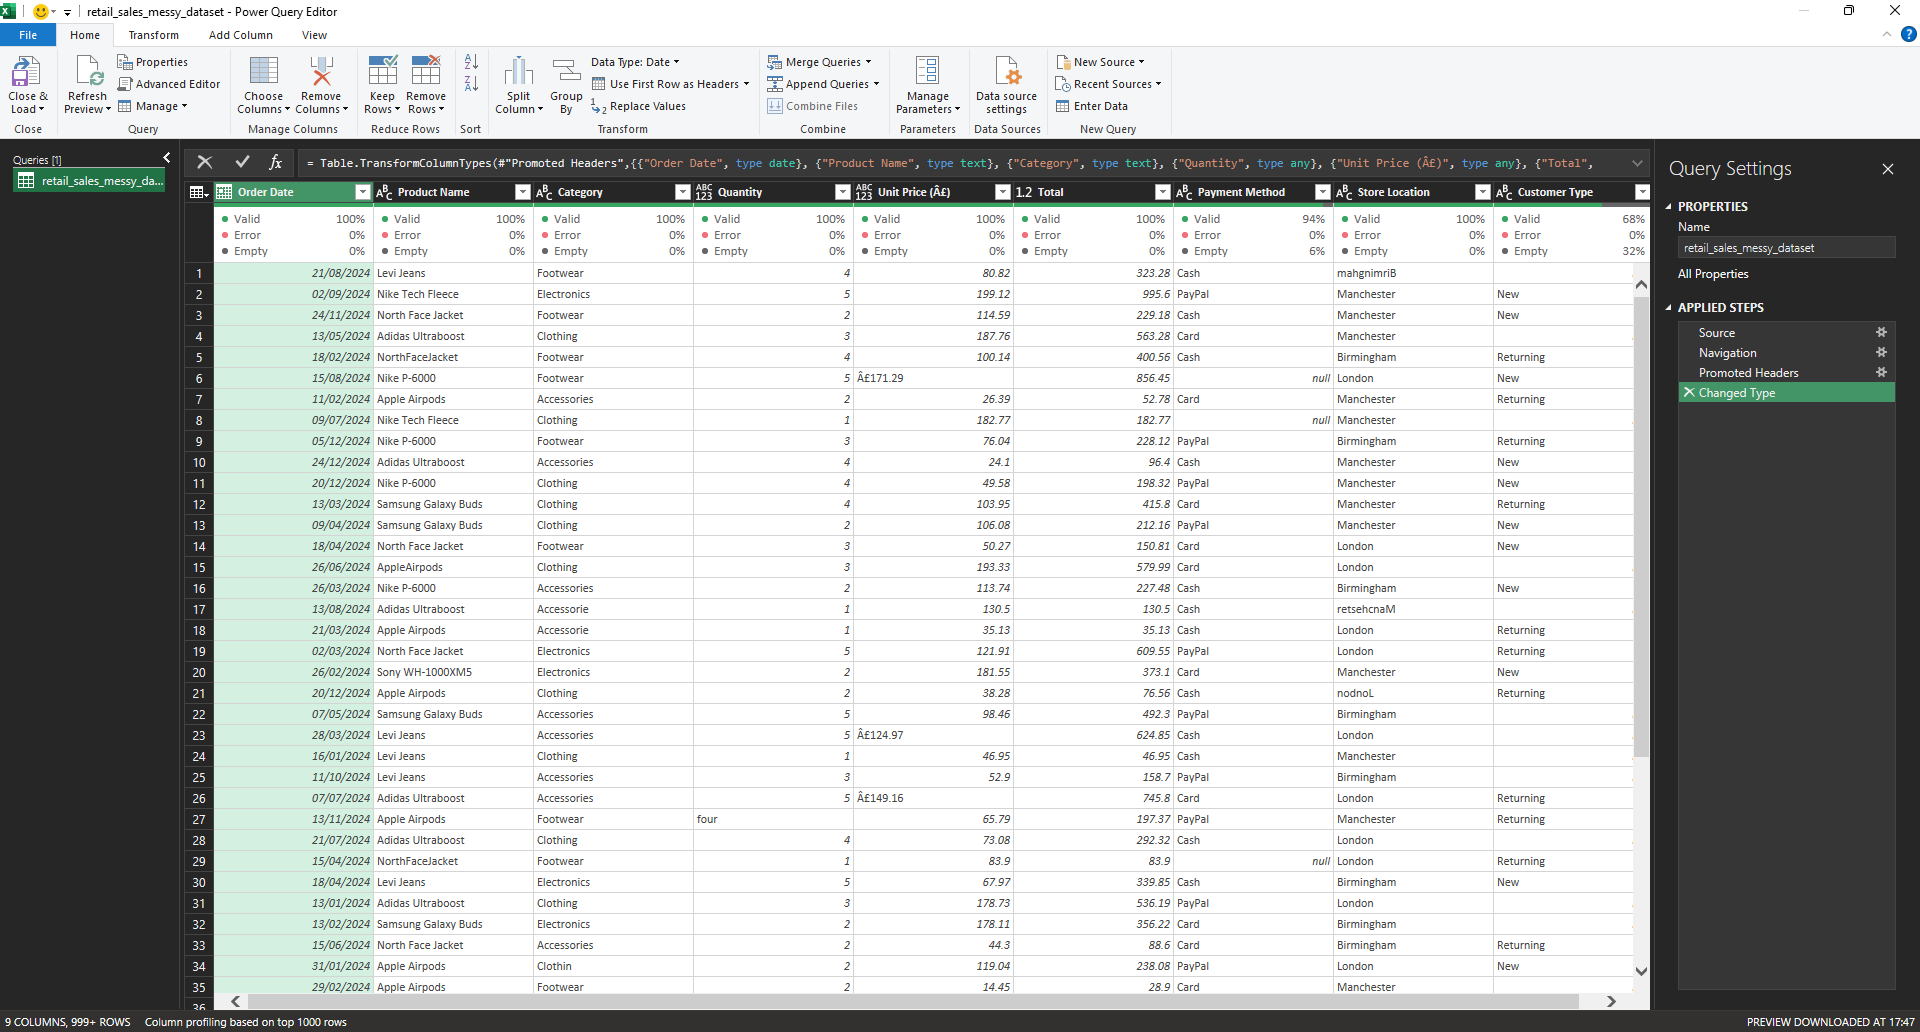 retail_sales_messy_dataset - Power Query Editor
File Home Transform Add Column View
Close & Load
Close
Refresh Preview
Properties
Advanced Editor
Manage
Query
Choose Columns
Remove Columns
Manage Columns
Keep Rows
Remove Rows
Reduce Rows
Sort
Split Column
Group By
Data Type: Date
Use First Row as Headers
Replace Values
Transform
Merge Queries
Append Queries
Combine Files
Combine
Manage Parameters
Parameters
Data source settings
Data Sources
New Source
Recent Sources
Enter Data
New Query
Queries [1]
retail_sales_messy_da...
= Table.TransformColumnTypes(#"Promoted Headers",{{"Order Date", type date}, {"Product Name", type text}, {"Category", type text}, {"Quantity", type any}, {"Unit Price (Â£)", type any}, {"Total",
Order Date ABC Product Name ABC Category ABC 123 Quantity ABC 123 Unit Price (Â£) 1.2 Total ABC Payment Method ABC Store Location ABC Customer Type
Valid 100% Valid 100% Valid 100% Valid 100% Valid 100% Valid 100% Valid 94% Valid 100% Valid 68%
Error 0% Error 0% Error 0% Error 0% Error 0% Error 0% Error 0% Error 0% Error 0%
Empty 0% Empty 0% Empty 0% Empty 0% Empty 0% Empty 0% Empty 6% Empty 0% Empty 32%
1 21/08/2024 Levi Jeans Footwear 4 80.82 323.28 Cash mahgnimriB
2 02/09/2024 Nike Tech Fleece Electronics 5 199.12 995.6 PayPal Manchester New
3 24/11/2024 North Face Jacket Footwear 2 114.59 229.18 Cash Manchester New
4 13/05/2024 Adidas Ultraboost Clothing 3 187.76 563.28 Card Manchester
5 18/02/2024 NorthFaceJacket Footwear 4 100.14 400.56 Cash Birmingham Returning
6 15/08/2024 Nike P-6000 Footwear 5 Â£171.29 856.45 null London New
7 11/02/2024 Apple Airpods Accessories 2 26.39 52.78 Card Manchester Returning
8 09/07/2024 Nike Tech Fleece Clothing 1 182.77 182.77 null Manchester
9 05/12/2024 Nike P-6000 Footwear 3 76.04 228.12 PayPal Birmingham Returning
10 24/12/2024 Adidas Ultraboost Accessories 4 24.1 96.4 Cash Manchester New
11 20/12/2024 Nike P-6000 Clothing 4 49.58 198.32 PayPal Manchester New
12 13/03/2024 Samsung Galaxy Buds Clothing 4 103.95 415.8 Card Manchester Returning
13 09/04/2024 Samsung Galaxy Buds Clothing 2 106.08 212.16 PayPal Manchester New
14 18/04/2024 North Face Jacket Footwear 3 50.27 150.81 Card London New
15 26/06/2024 AppleAirpods Clothing 3 193.33 579.99 Card London
16 26/03/2024 Nike P-6000 Accessories 2 113.74 227.48 Cash Birmingham New
17 13/08/2024 Adidas Ultraboost Accessorie 1 130.5 130.5 Cash retsehcnaM
18 21/03/2024 Apple Airpods Accessorie 1 35.13 35.13 Cash London Returning
19 02/03/2024 North Face Jacket Electronics 5 121.91 609.55 PayPal London Returning
20 26/02/2024 Sony WH-1000XM5 Electronics 2 181.55 373.1 Card Manchester New
21 20/12/2024 Apple Airpods Clothing 2 38.28 76.56 Cash nodnoL Returning
22 07/05/2024 Samsung Galaxy Buds Accessories 5 98.46 492.3 PayPal Birmingham
23 28/03/2024 Levi Jeans Accessories 5 Â£124.97 624.85 Cash London
24 16/01/2024 Levi Jeans Clothing 1 46.95 46.95 Cash Manchester
25 11/10/2024 Levi Jeans Accessories 3 52.9 158.7 PayPal Birmingham
26 07/07/2024 Adidas Ultraboost Accessories 5 Â£149.16 745.8 Card London Returning
27 13/11/2024 Apple Airpods Footwear four 65.79 197.37 PayPal Manchester Returning
28 21/07/2024 Adidas Ultraboost Clothing 4 73.08 292.32 Cash London
29 15/04/2024 NorthFaceJacket Footwear 1 83.9 83.9 null London Returning
30 18/04/2024 Levi Jeans Electronics 5 67.97 339.85 Cash Birmingham New
31 13/01/2024 Adidas Ultraboost Clothing 3 178.73 536.19 PayPal London
32 13/02/2024 Samsung Galaxy Buds Electronics 2 178.11 356.22 Card Birmingham
33 15/06/2024 North Face Jacket Accessories 2 44.3 88.6 Card Birmingham Returning
34 31/01/2024 Apple Airpods Clothin 2 119.04 238.08 PayPal London New
35 29/02/2024 Apple Airpods Footwear 2 14.45 28.9 Card Manchester
36
Query Settings
PROPERTIES
Name
retail_sales_messy_dataset
All Properties
APPLIED STEPS
Source
Navigation
Promoted Headers
Changed Type
9 COLUMNS, 999+ ROWS Column profiling based on top 1000 rows
PREVIEW DOWNLOADED AT 17:47